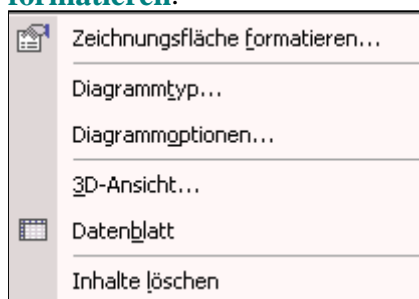 formatieren.
Zeichnungsfläche formatieren...
Diagrammtyp...
Diagrammoptionen...
3D-Ansicht...
Datenblatt
Inhalte löschen